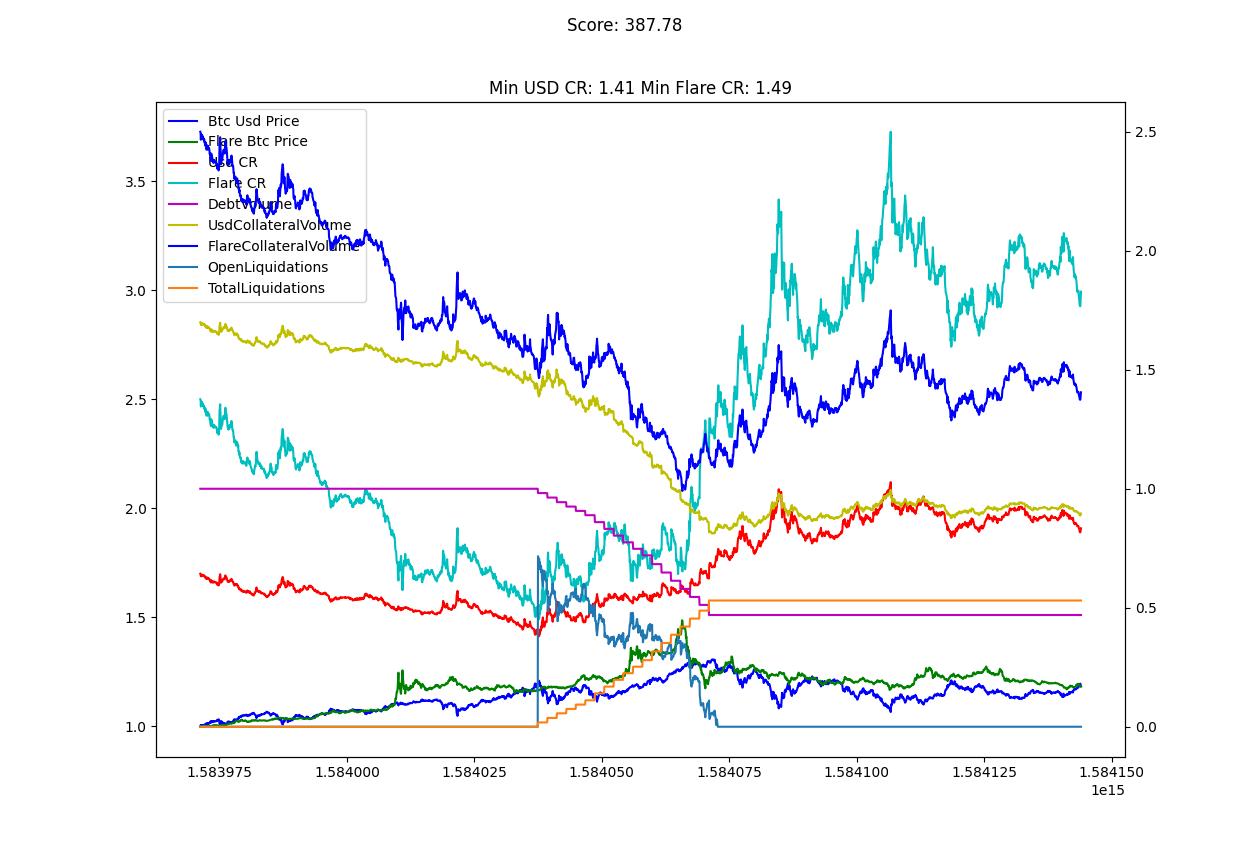 Score: 387.78
Min USD CR: 1.41 Min Flare CR: 1.49
Btc Usd Price
Flare Btc Price
Usd CR
Flare CR
DebtVolume
UsdCollateralVolume
FlareCollateralVolume
OpenLiquidations
TotalLiquidations
3.5
3.0
2.5
2.0
1.5
1.0
2.5
2.0
1.5
1.0
0.5
0.0
1.583975 1.584000 1.584025 1.584050 1.584075 1.584100 1.584125 1.584150
1e15